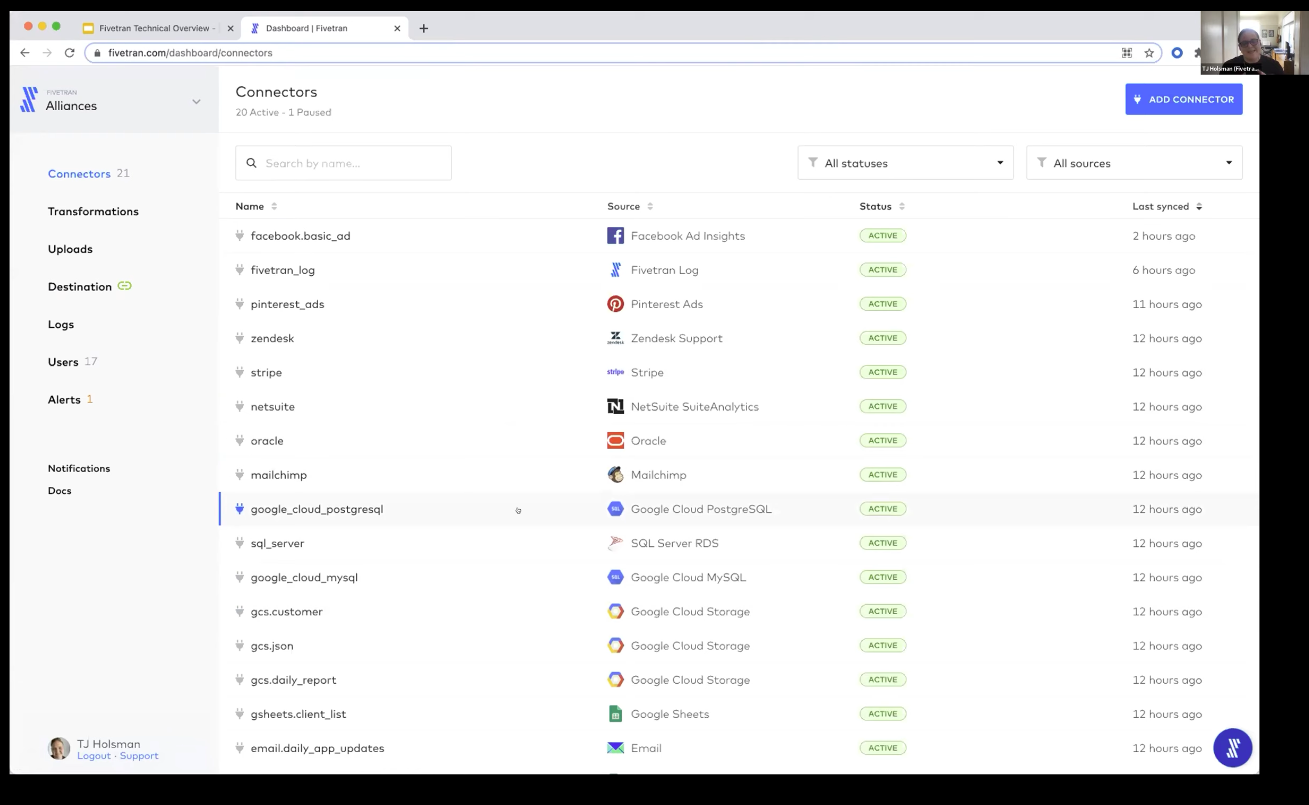 Fivetran Technical Overview -
Dashboard | Fivetran
fivetran.com/dashboard/connectors
TJ Holsman (Fivetra...
FIVETRAN
Alliances
Connectors
20 Active - 1 Paused
ADD CONNECTOR
Search by name...
All statuses
All sources
Connectors 21
Transformations
Uploads
Destination
Logs
Users 17
Alerts 1
Notifications
Docs
TJ Holsman
Logout · Support
Name Source Status Last synced
facebook.basic_ad Facebook Ad Insights ACTIVE 2 hours ago
fivetran_log Fivetran Log ACTIVE 6 hours ago
pinterest_ads Pinterest Ads ACTIVE 11 hours ago
zendesk zendesk Zendesk Support ACTIVE 12 hours ago
stripe stripe Stripe ACTIVE 12 hours ago
netsuite N NetSuite SuiteAnalytics ACTIVE 12 hours ago
oracle Oracle ACTIVE 12 hours ago
mailchimp Mailchimp ACTIVE 12 hours ago
google_cloud_postgresql SQL Google Cloud PostgreSQL ACTIVE 12 hours ago
sql_server SQL Server RDS ACTIVE 12 hours ago
google_cloud_mysql SQL Google Cloud MySQL ACTIVE 12 hours ago
gcs.customer Google Cloud Storage ACTIVE 12 hours ago
gcs.json Google Cloud Storage ACTIVE 12 hours ago
gcs.daily_report Google Cloud Storage ACTIVE 12 hours ago
gsheets.client_list Google Sheets ACTIVE 12 hours ago
email.daily_app_updates Email ACTIVE 12 hours ago